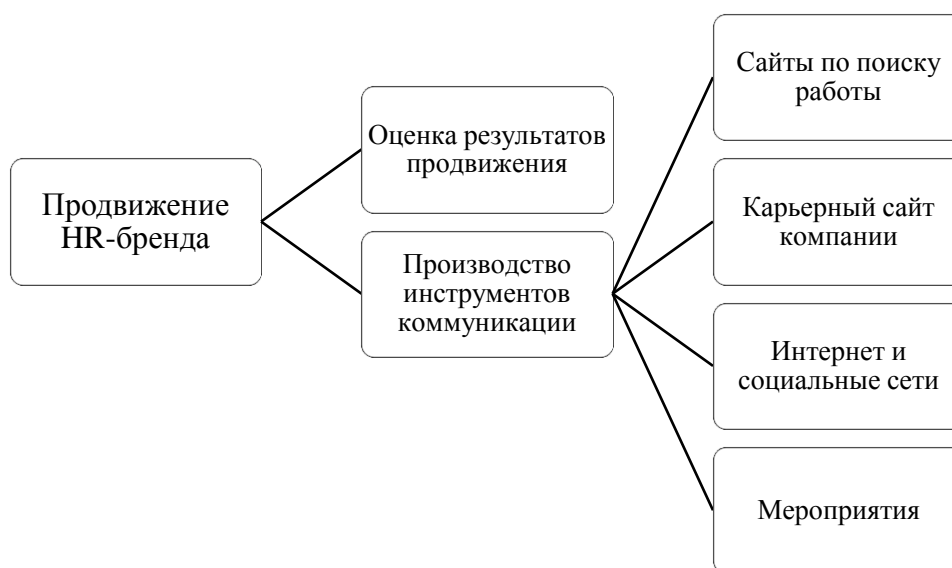 Продвижение
HR-бренда
Оценка результатов
продвижения
Производство
инструментов
коммуникации
Сайты по поиску
работы
Карьерный сайт
компании
Интернет и
социальные сети
Мероприятия